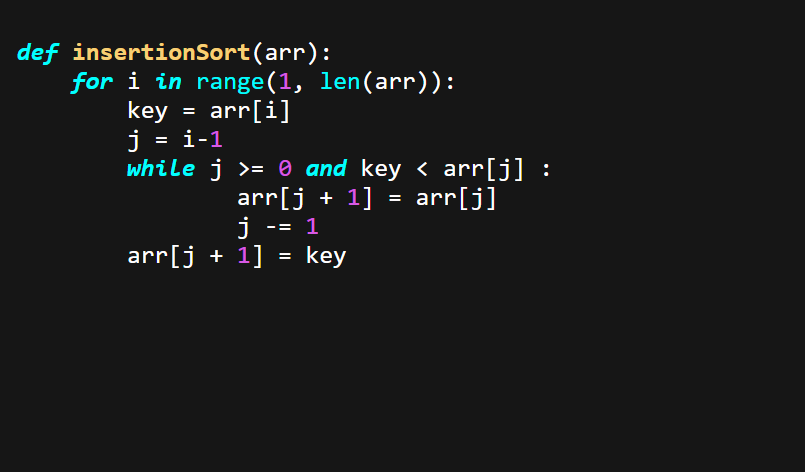 def insertionSort(arr):
    for i in range(1, len(arr)):
        key = arr[i]
        j = i-1
        while j >= 0 and key < arr[j] :
                arr[j + 1] = arr[j]
                j -= 1
        arr[j + 1] = key